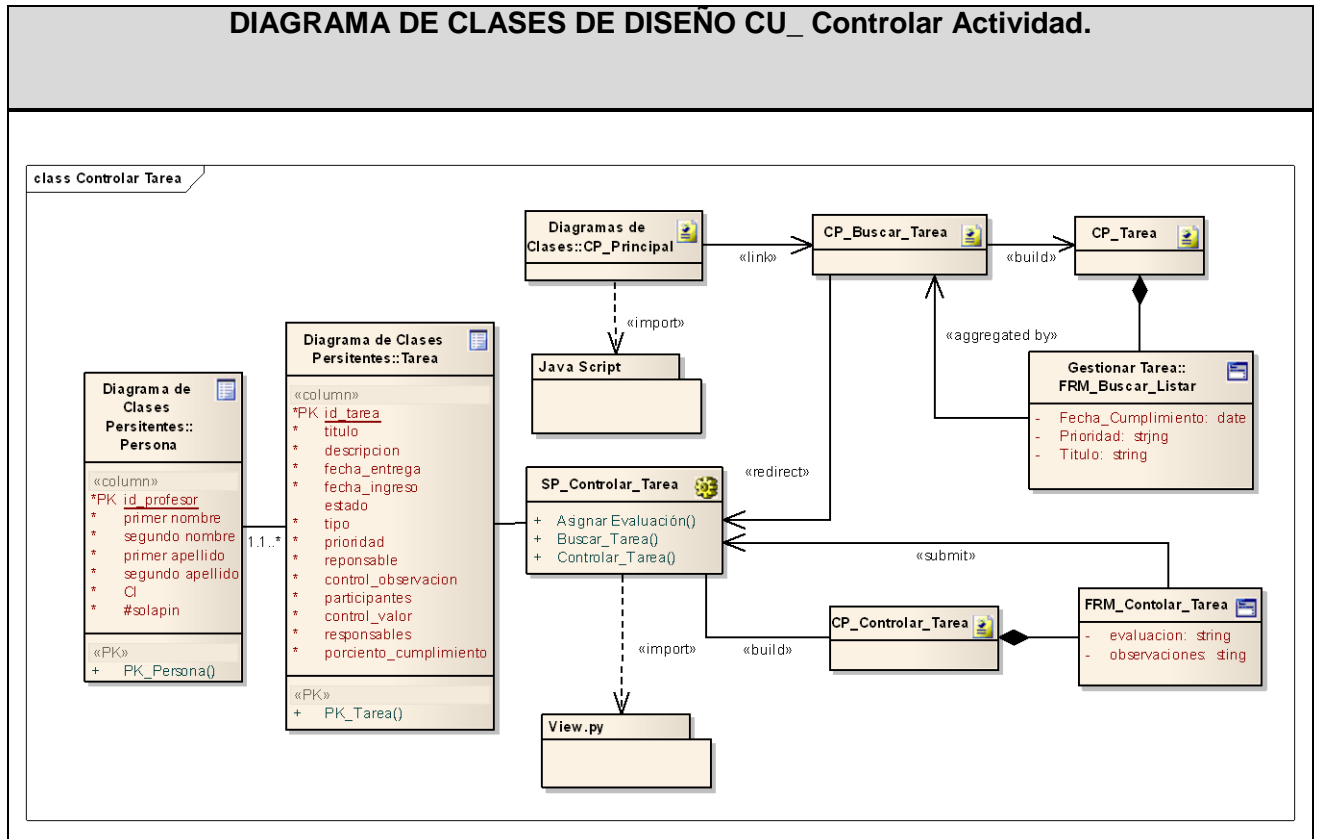 DIAGRAMA DE CLASES DE DISEÑO CU_ Controlar Actividad.
class Controlar Tarea
Diagramas de
Clases::CP_Principal
«link»
CP_Buscar_Tarea
«build»
CP_Tarea
«import»
«aggregated by»
Java Script
Gestionar Tarea::
FRM_Buscar_Listar
- Fecha_Cumplimiento: date
- Prioridad: strjng
- Titulo: string
Diagrama de
Clases
Persitentes::
Persona
«column»
*PK id_profesor
* primer nombre
* segundo nombre
* primer apellido
* segundo apellido
* CI
* #solapin
«PK»
+ PK_Persona()
1.1..*
Diagrama de Clases
Persitentes::Tarea
«column»
*PK id_tarea
* titulo
* descripcion
* fecha_entrega
* fecha_ingreso
estado
* tipo
* prioridad
* reponsable
* control_observacion
* participantes
* control_valor
* responsables
* porciento_cumplimiento
«PK»
+ PK_Tarea()
SP_Controlar_Tarea
+ Asignar Evaluación()
+ Buscar_Tarea()
+ Controlar_Tarea()
«redirect»
«submit»
«import»
«build»
CP_Controlar_Tarea
FRM_Contolar_Tarea
- evaluacion: string
- observaciones: sting
View.py